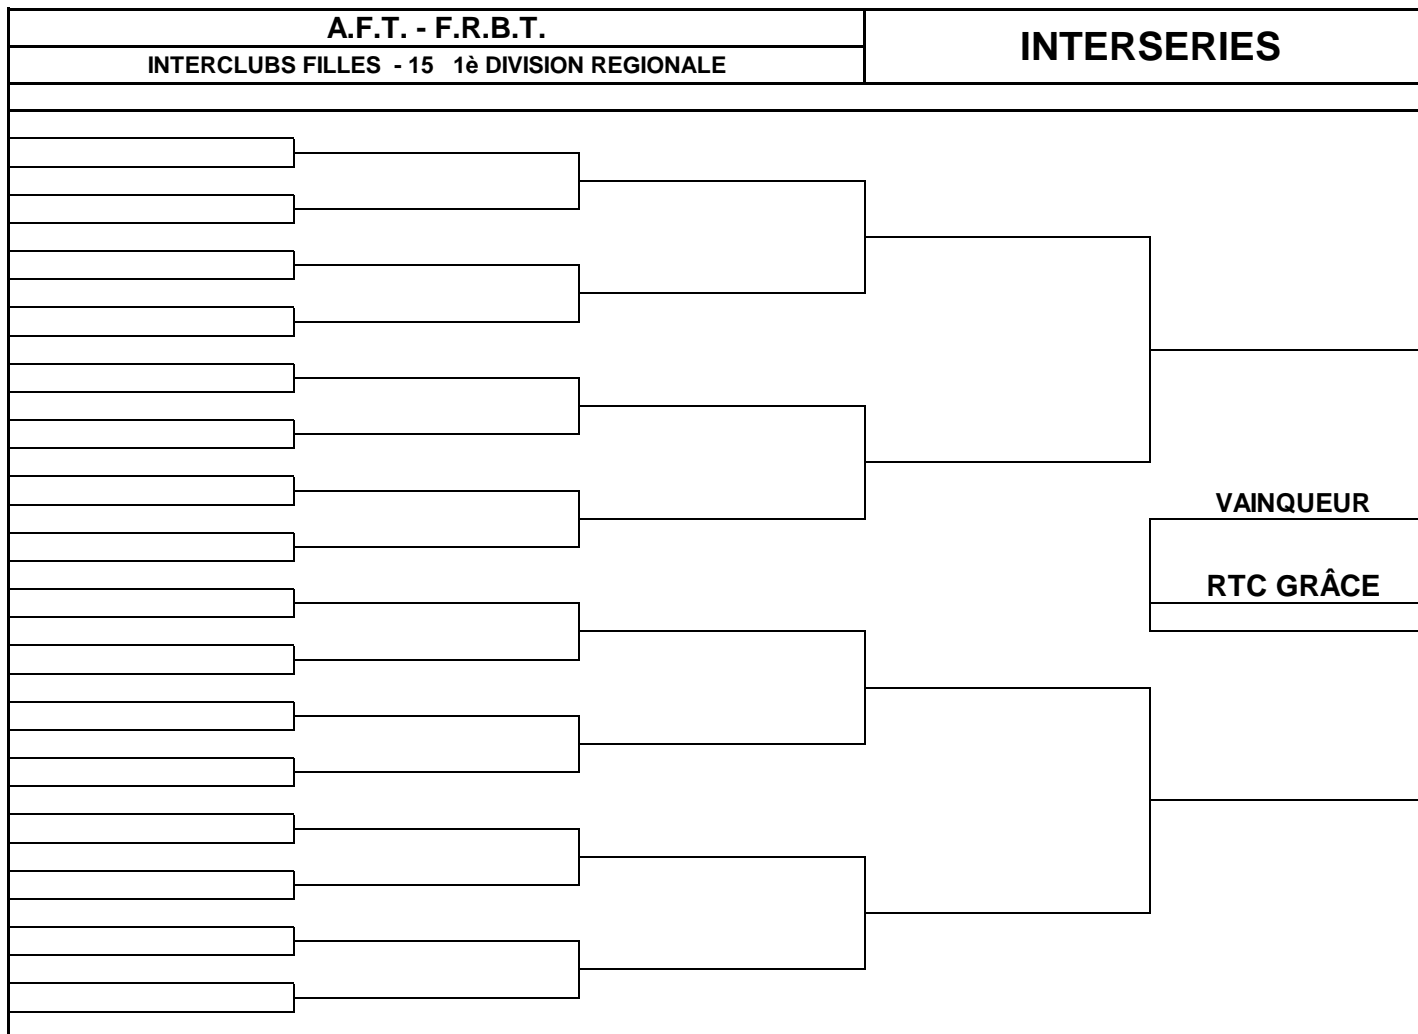 A.F.T. - F.R.B.T.
INTERSERIES
INTERCLUBS FILLES - 15 1è DIVISION REGIONALE
VAINQUEUR
RTC GRÂCE